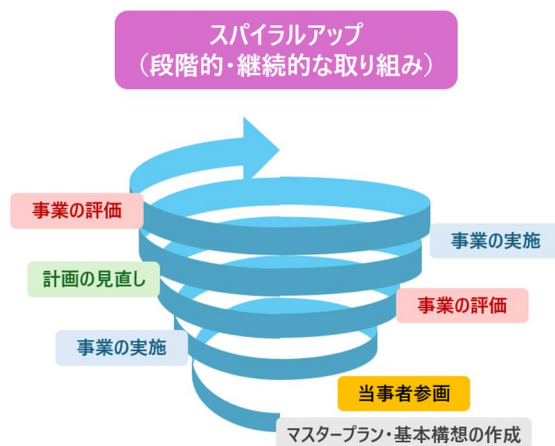 スパイラルアップ
（段階的・継続的な取り組み）
事業の評価
事業の実施
計画の見直し
事業の評価
事業の実施
当事者参画
マスタープラン・基本構想の作成